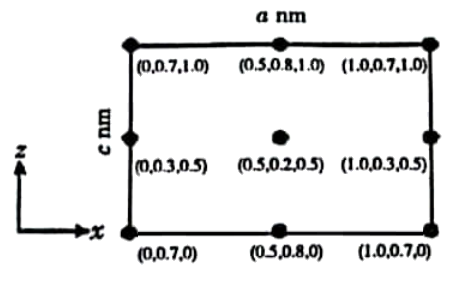 a nm
(0,0.7,1.0) (0.5,0.8,1.0) (1.0,0.7,1.0)
c nm
(0,0.3,0.5) (0.5,0.2,0.5) (1.0,0.3,0.5)
z
x
(0,0.7,0) (0.5,0.8,0) (1.0,0.7,0)